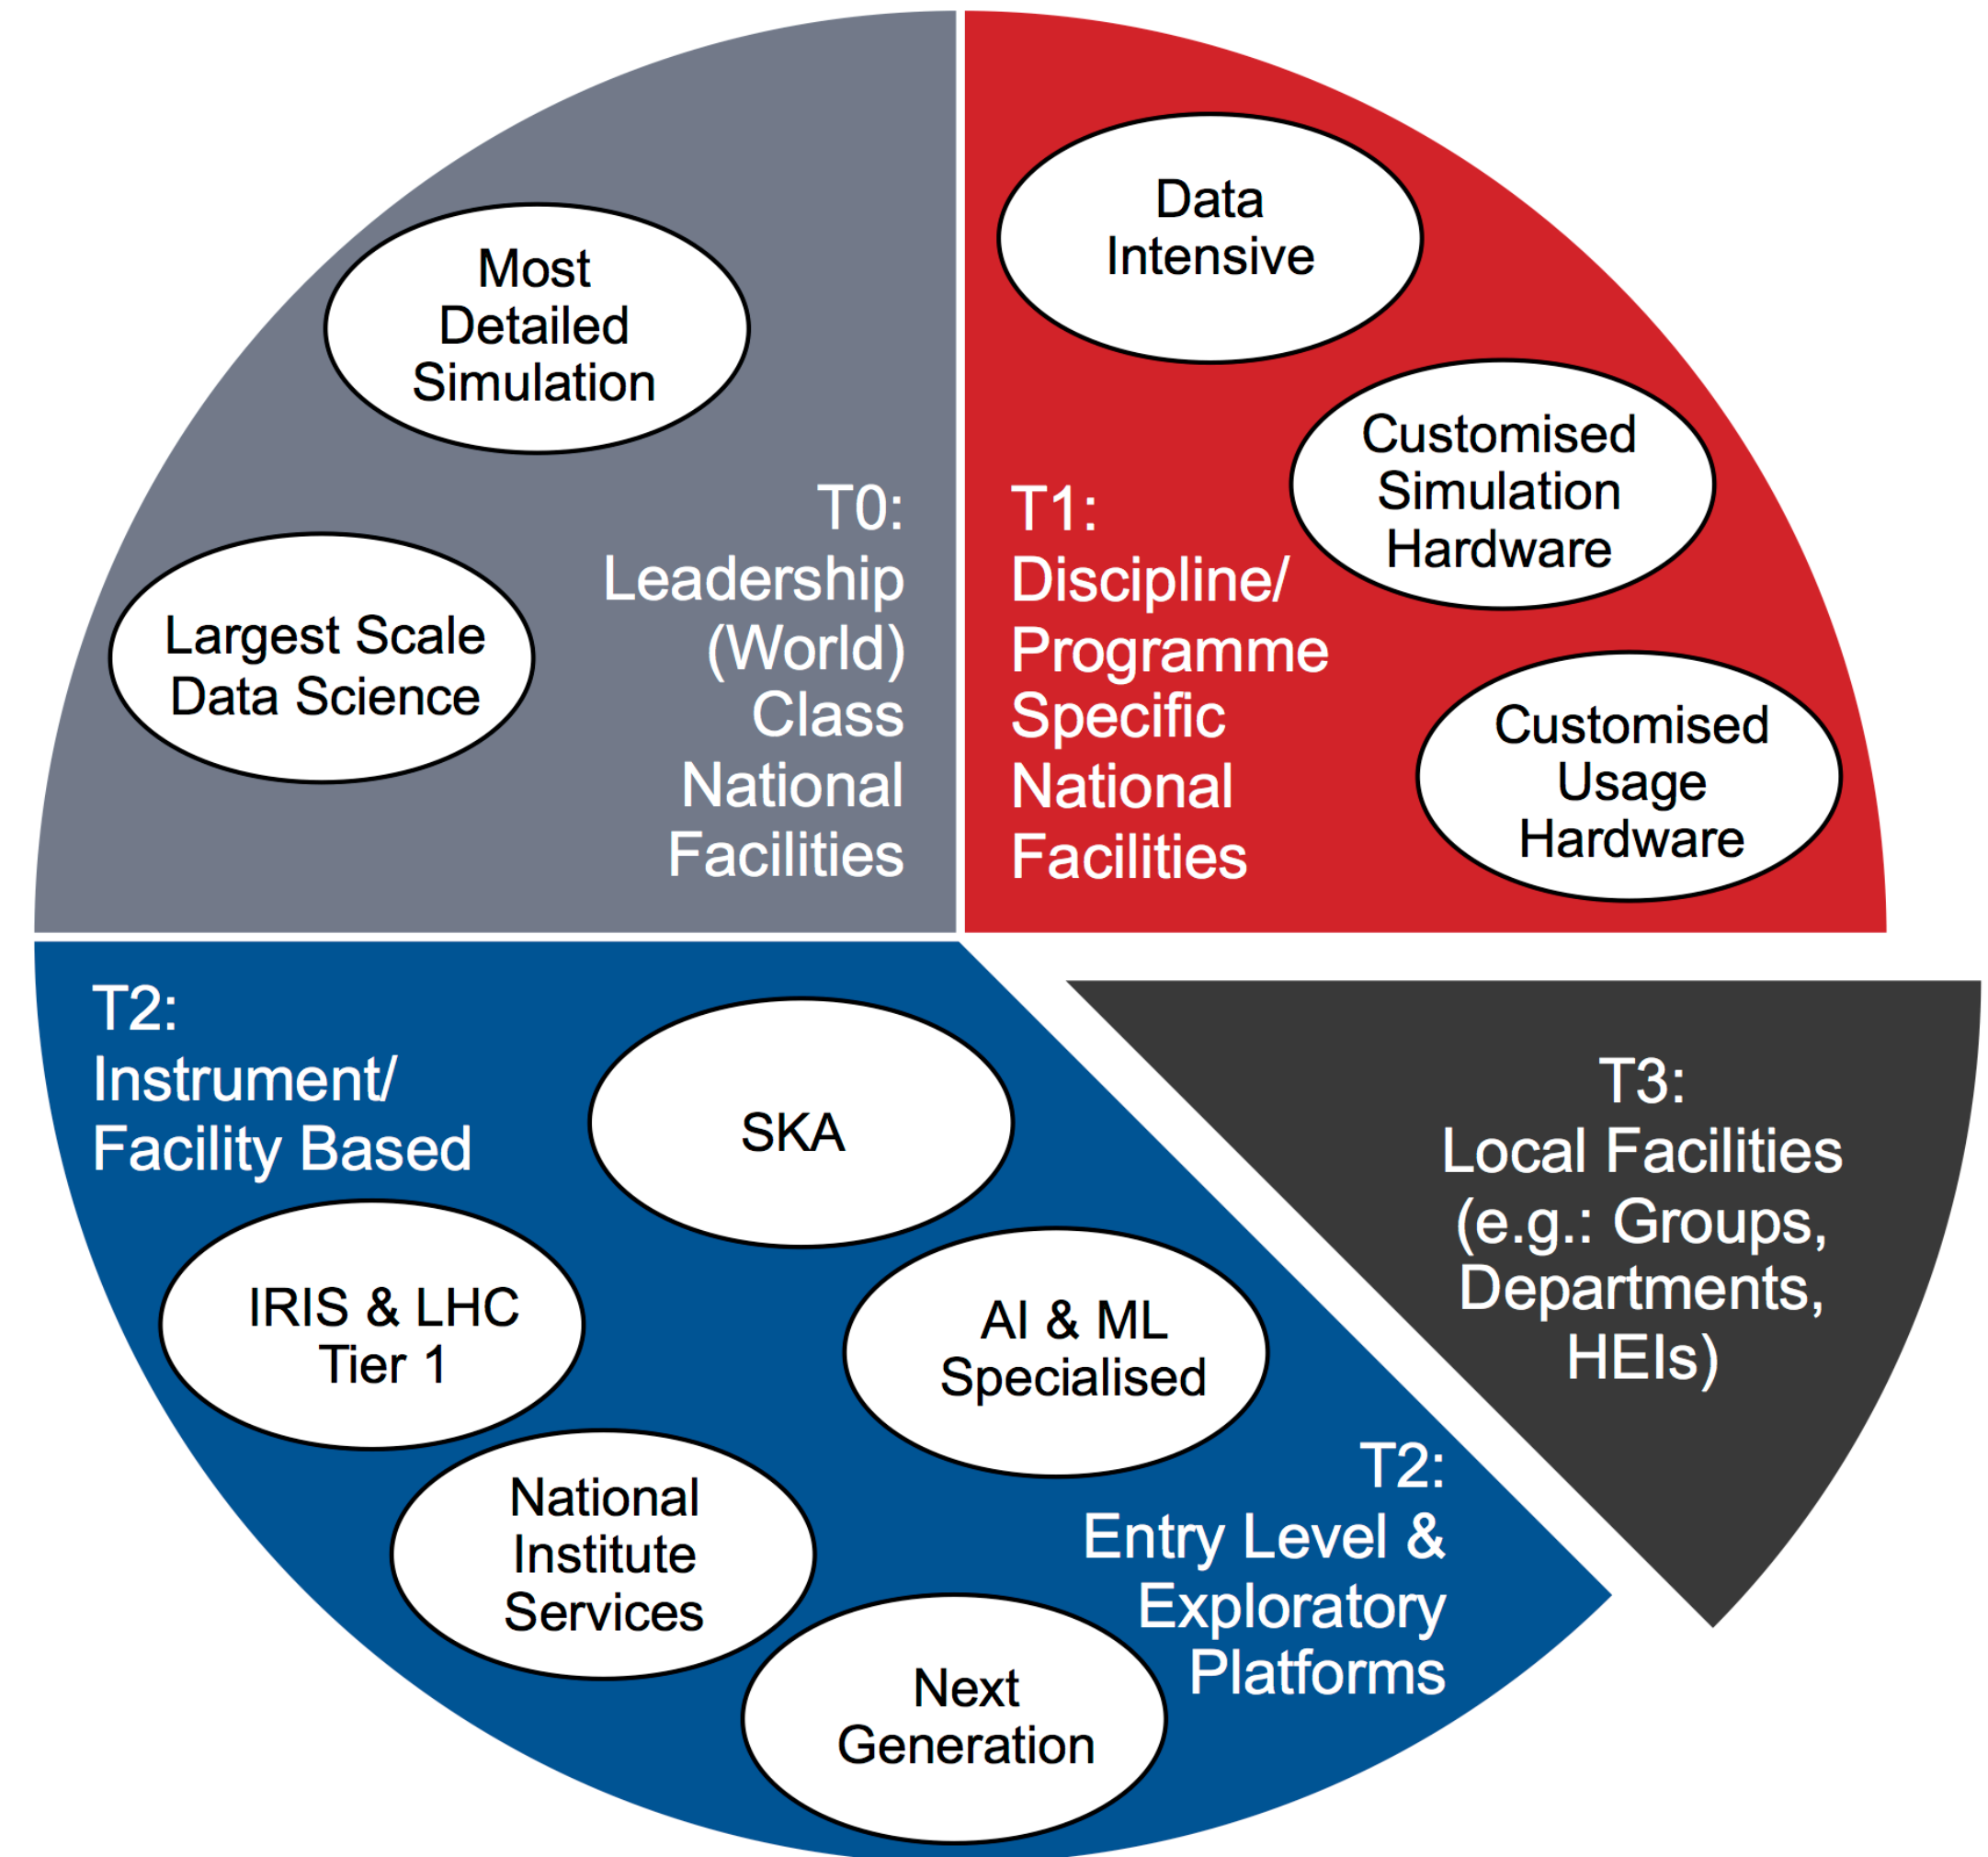 Most
Detailed
Simulation
Largest Scale
Data Science
T0:
Leadership
(World)
Class
National
Facilities
Data
Intensive
Customised
Simulation
Hardware
Customised
Usage
Hardware
T1:
Discipline/
Programme
Specific
National
Facilities
T2:
Instrument/
Facility Based
SKA
IRIS & LHC
Tier 1
AI & ML
Specialised
National
Institute
Services
Next
Generation
T2:
Entry Level &
Exploratory
Platforms
T3:
Local Facilities
(e.g.: Groups,
Departments,
HEIs)